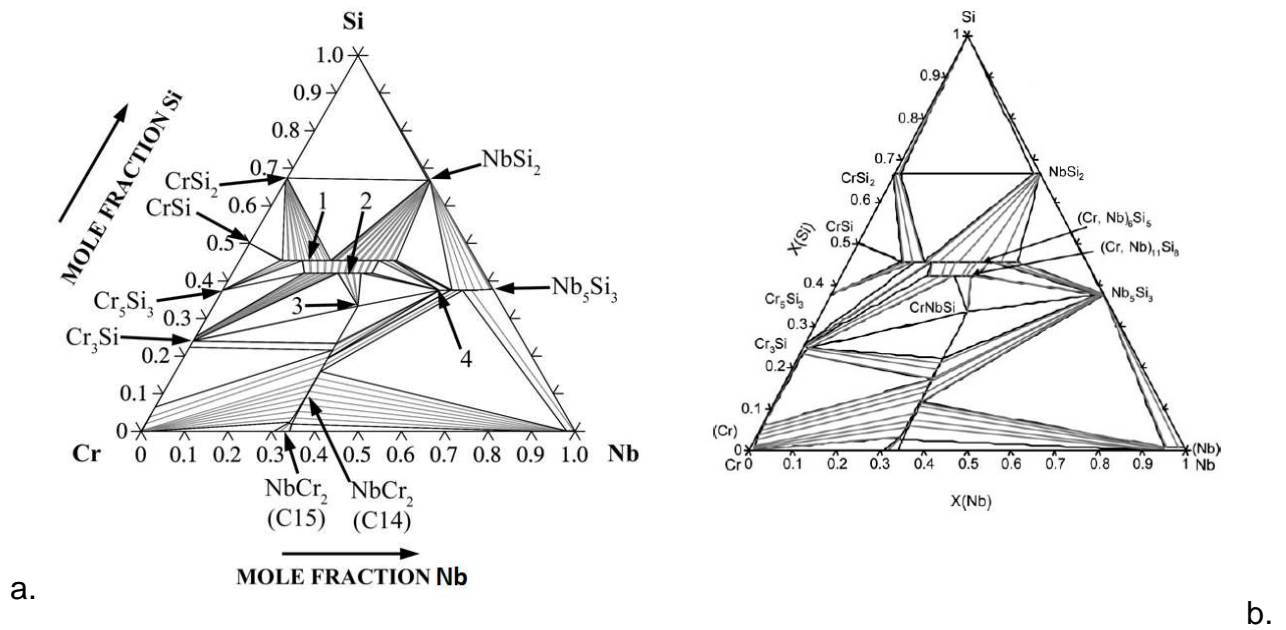 Si
1.0
0.9
0.8
0.7
0.6
0.5
0.4
0.3
0.2
0.1
0
MOLE FRACTION Si
CrSi2
CrSi
Cr5Si3
Cr3Si
NbSi2
Nb5Si3
1
2
3
4
Cr
0 0.1 0.2 0.3 0.4 0.5 0.6 0.7 0.8 0.9 1.0
Nb
NbCr2
(C15)
NbCr2
(C14)
MOLE FRACTION Nb
a.
Si
1
0.9
0.8
0.7
0.6
0.5
0.4
0.3
0.2
0.1
0
X(Si)
CrSi2
CrSi
Cr5Si3
Cr3Si
(Cr)
NbSi2
(Cr, Nb)6Si5
(Cr, Nb)11Si8
Nb5Si3
CrNbSi
(Nb)
Cr
0 0.1 0.2 0.3 0.4 0.5 0.6 0.7 0.8 0.9 1
Nb
X(Nb)
b.